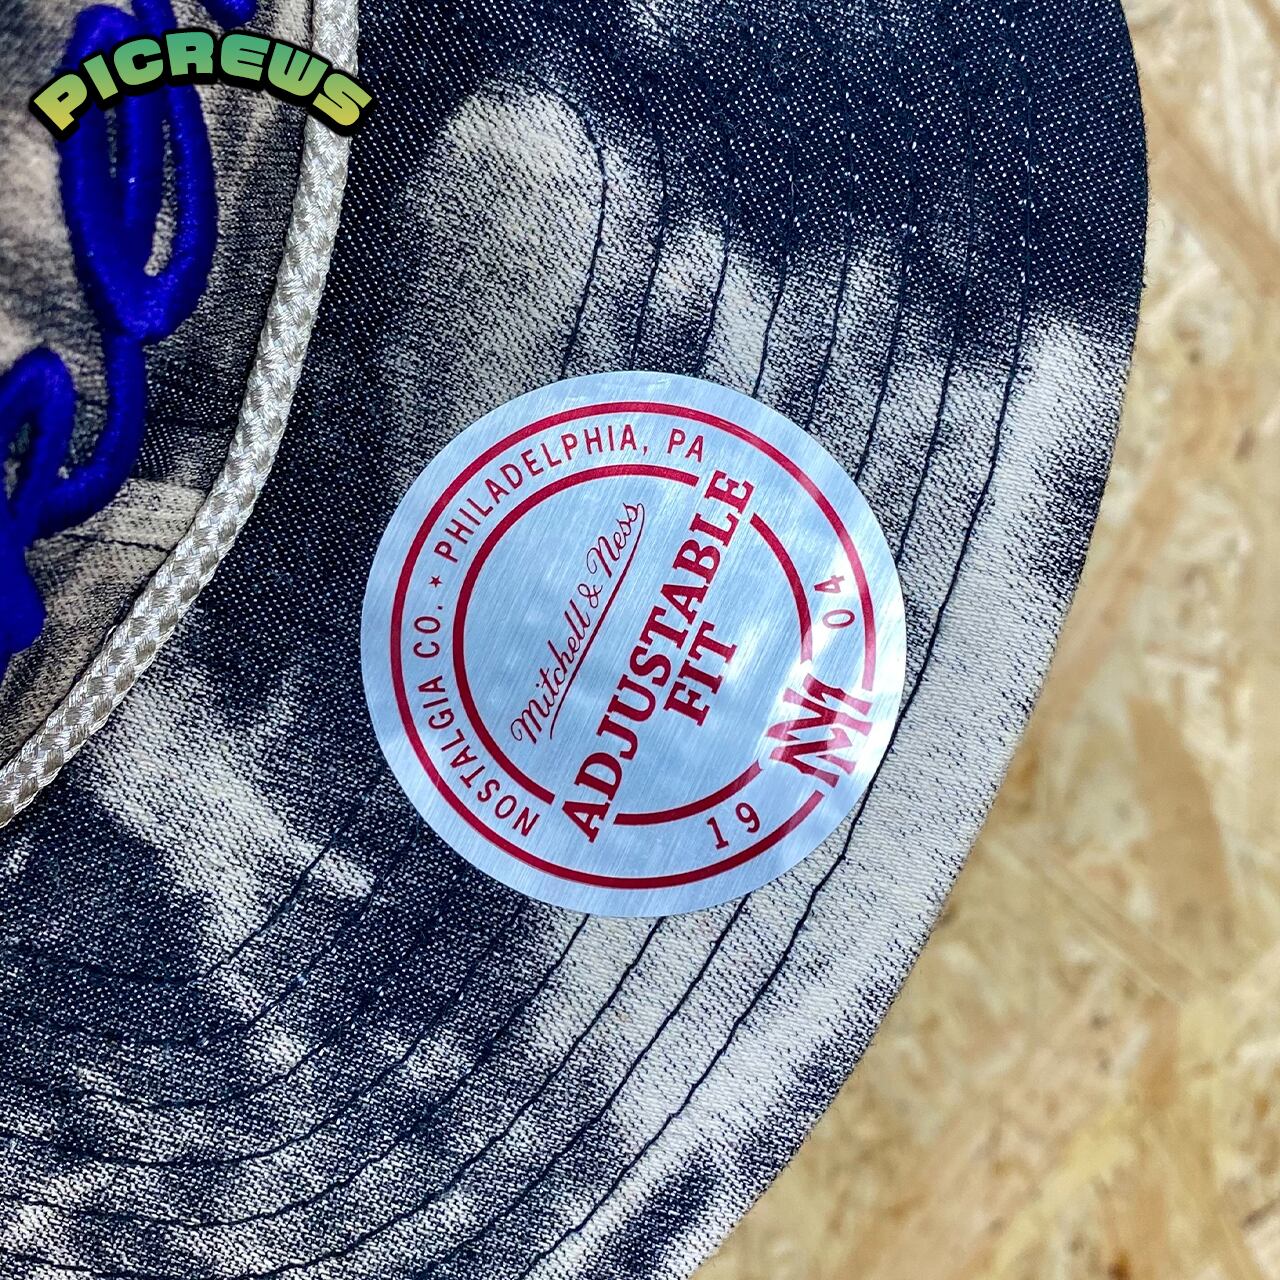 PICREWS
NOSTALGIA CO. ★ PHILADELPHIA, PA
Mitchell & Ness
ADJUSTABLE
FIT
19 04